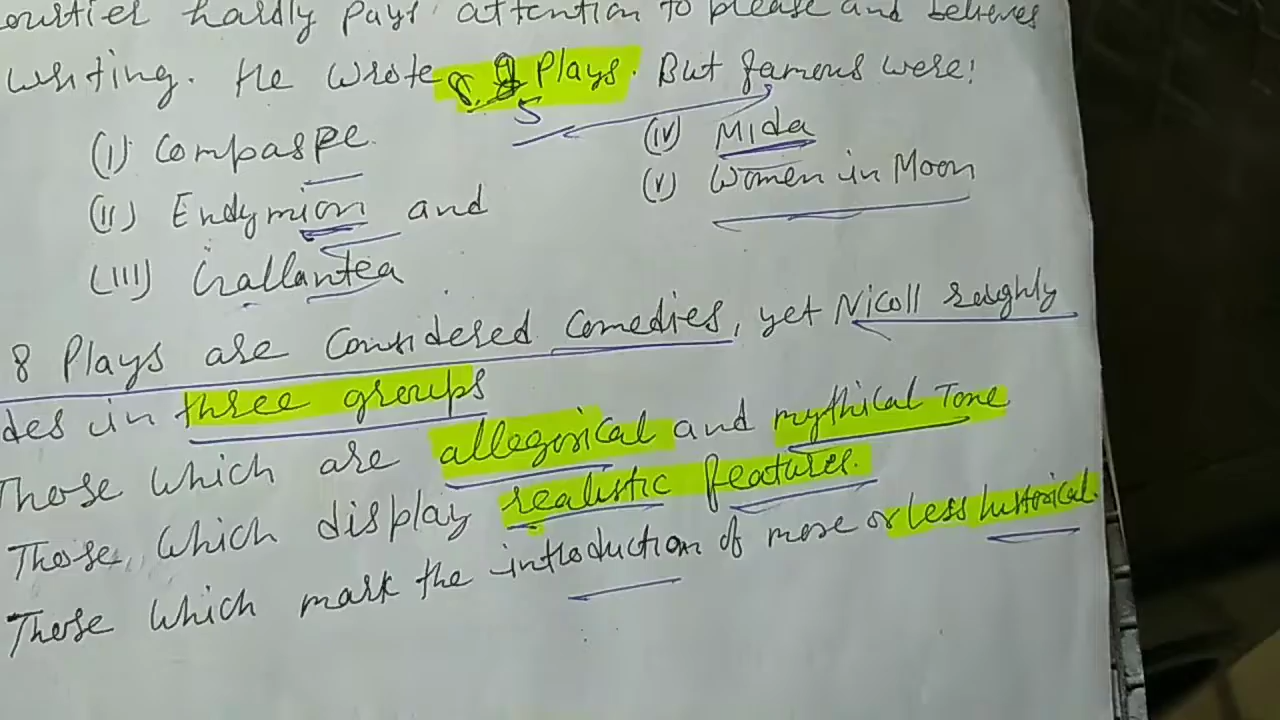 ourtier hardly pays attention to please and believes
writing. He wrote 8 Plays. But famous were:
5
(I) Compaspe.
(II) Endymion and
(III) Gallantea
(IV) Mida
(V) Women in Moon
8 Plays are Considered Comedies, yet Nicoll roughly
des in three groups
Those which are allegorical and mythical Tone
Those which display realistic features.
Those which mark the introduction of more or less historical.